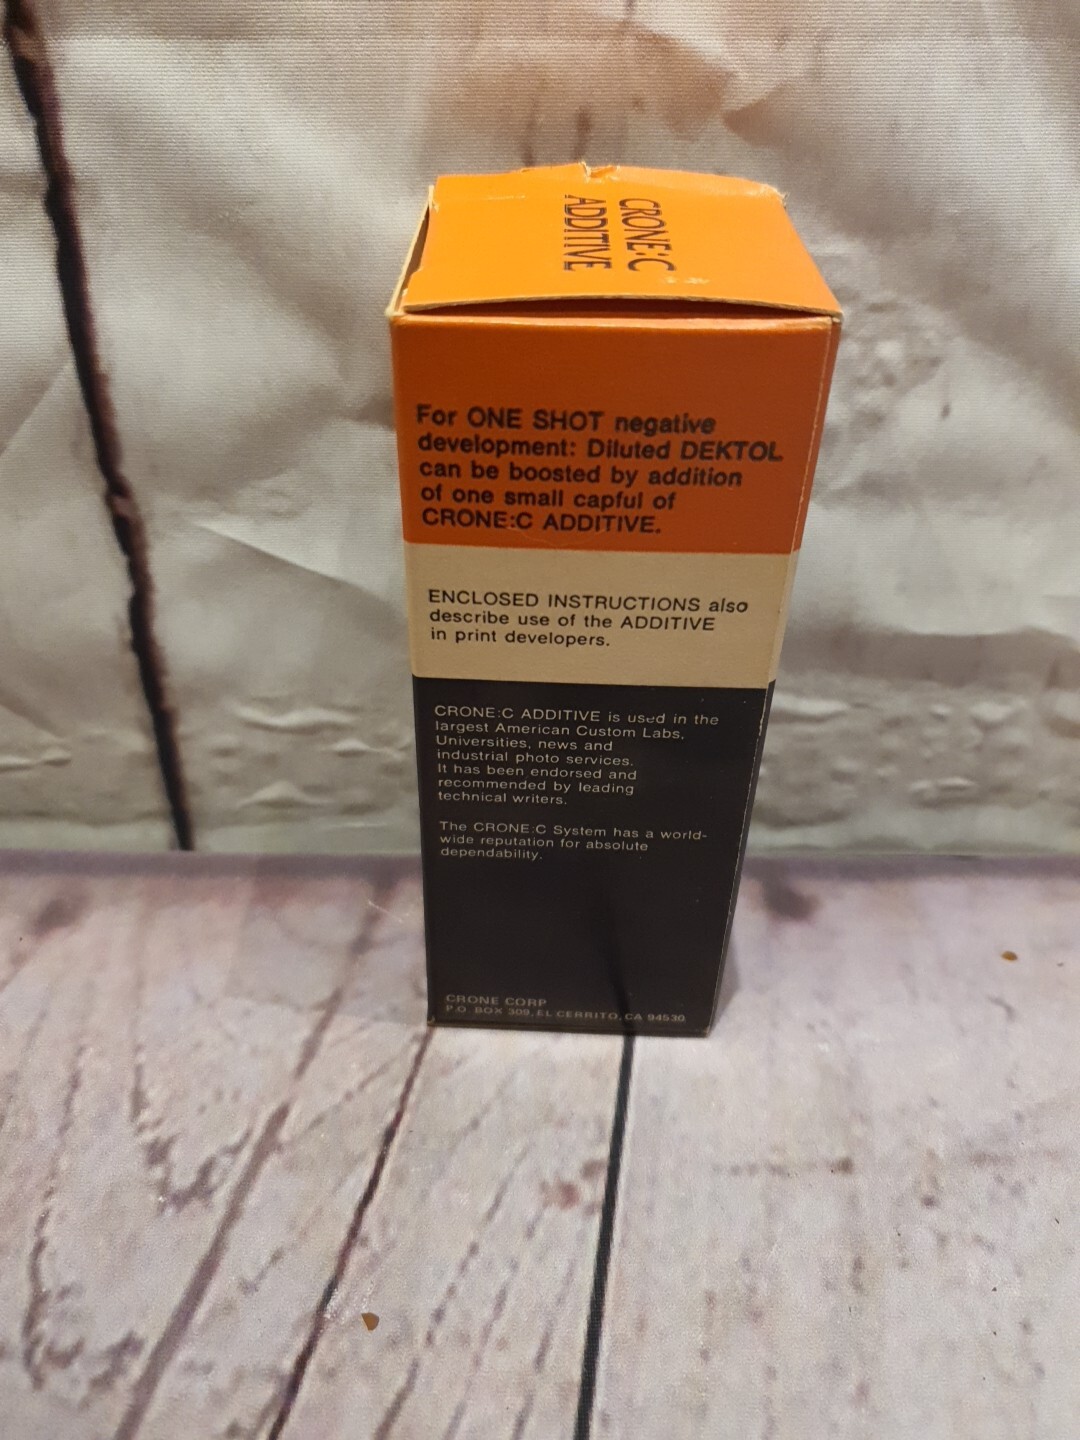 CRONE:C
ADDITIVE
For ONE SHOT negative
development: Diluted DEKTOL
can be boosted by addition
of one small capful of
CRONE:C ADDITIVE.
ENCLOSED INSTRUCTIONS also
describe use of the ADDITIVE
in print developers.
CRONE:C ADDITIVE is used in the
largest American Custom Labs,
Universities, news and
industrial photo services.
It has been endorsed and
recommended by leading
technical writers.
The CRONE:C System has a world-
wide reputation for absolute
dependability.
CRONE CORP
P.O. BOX 309, EL CERRITO, CA 94530